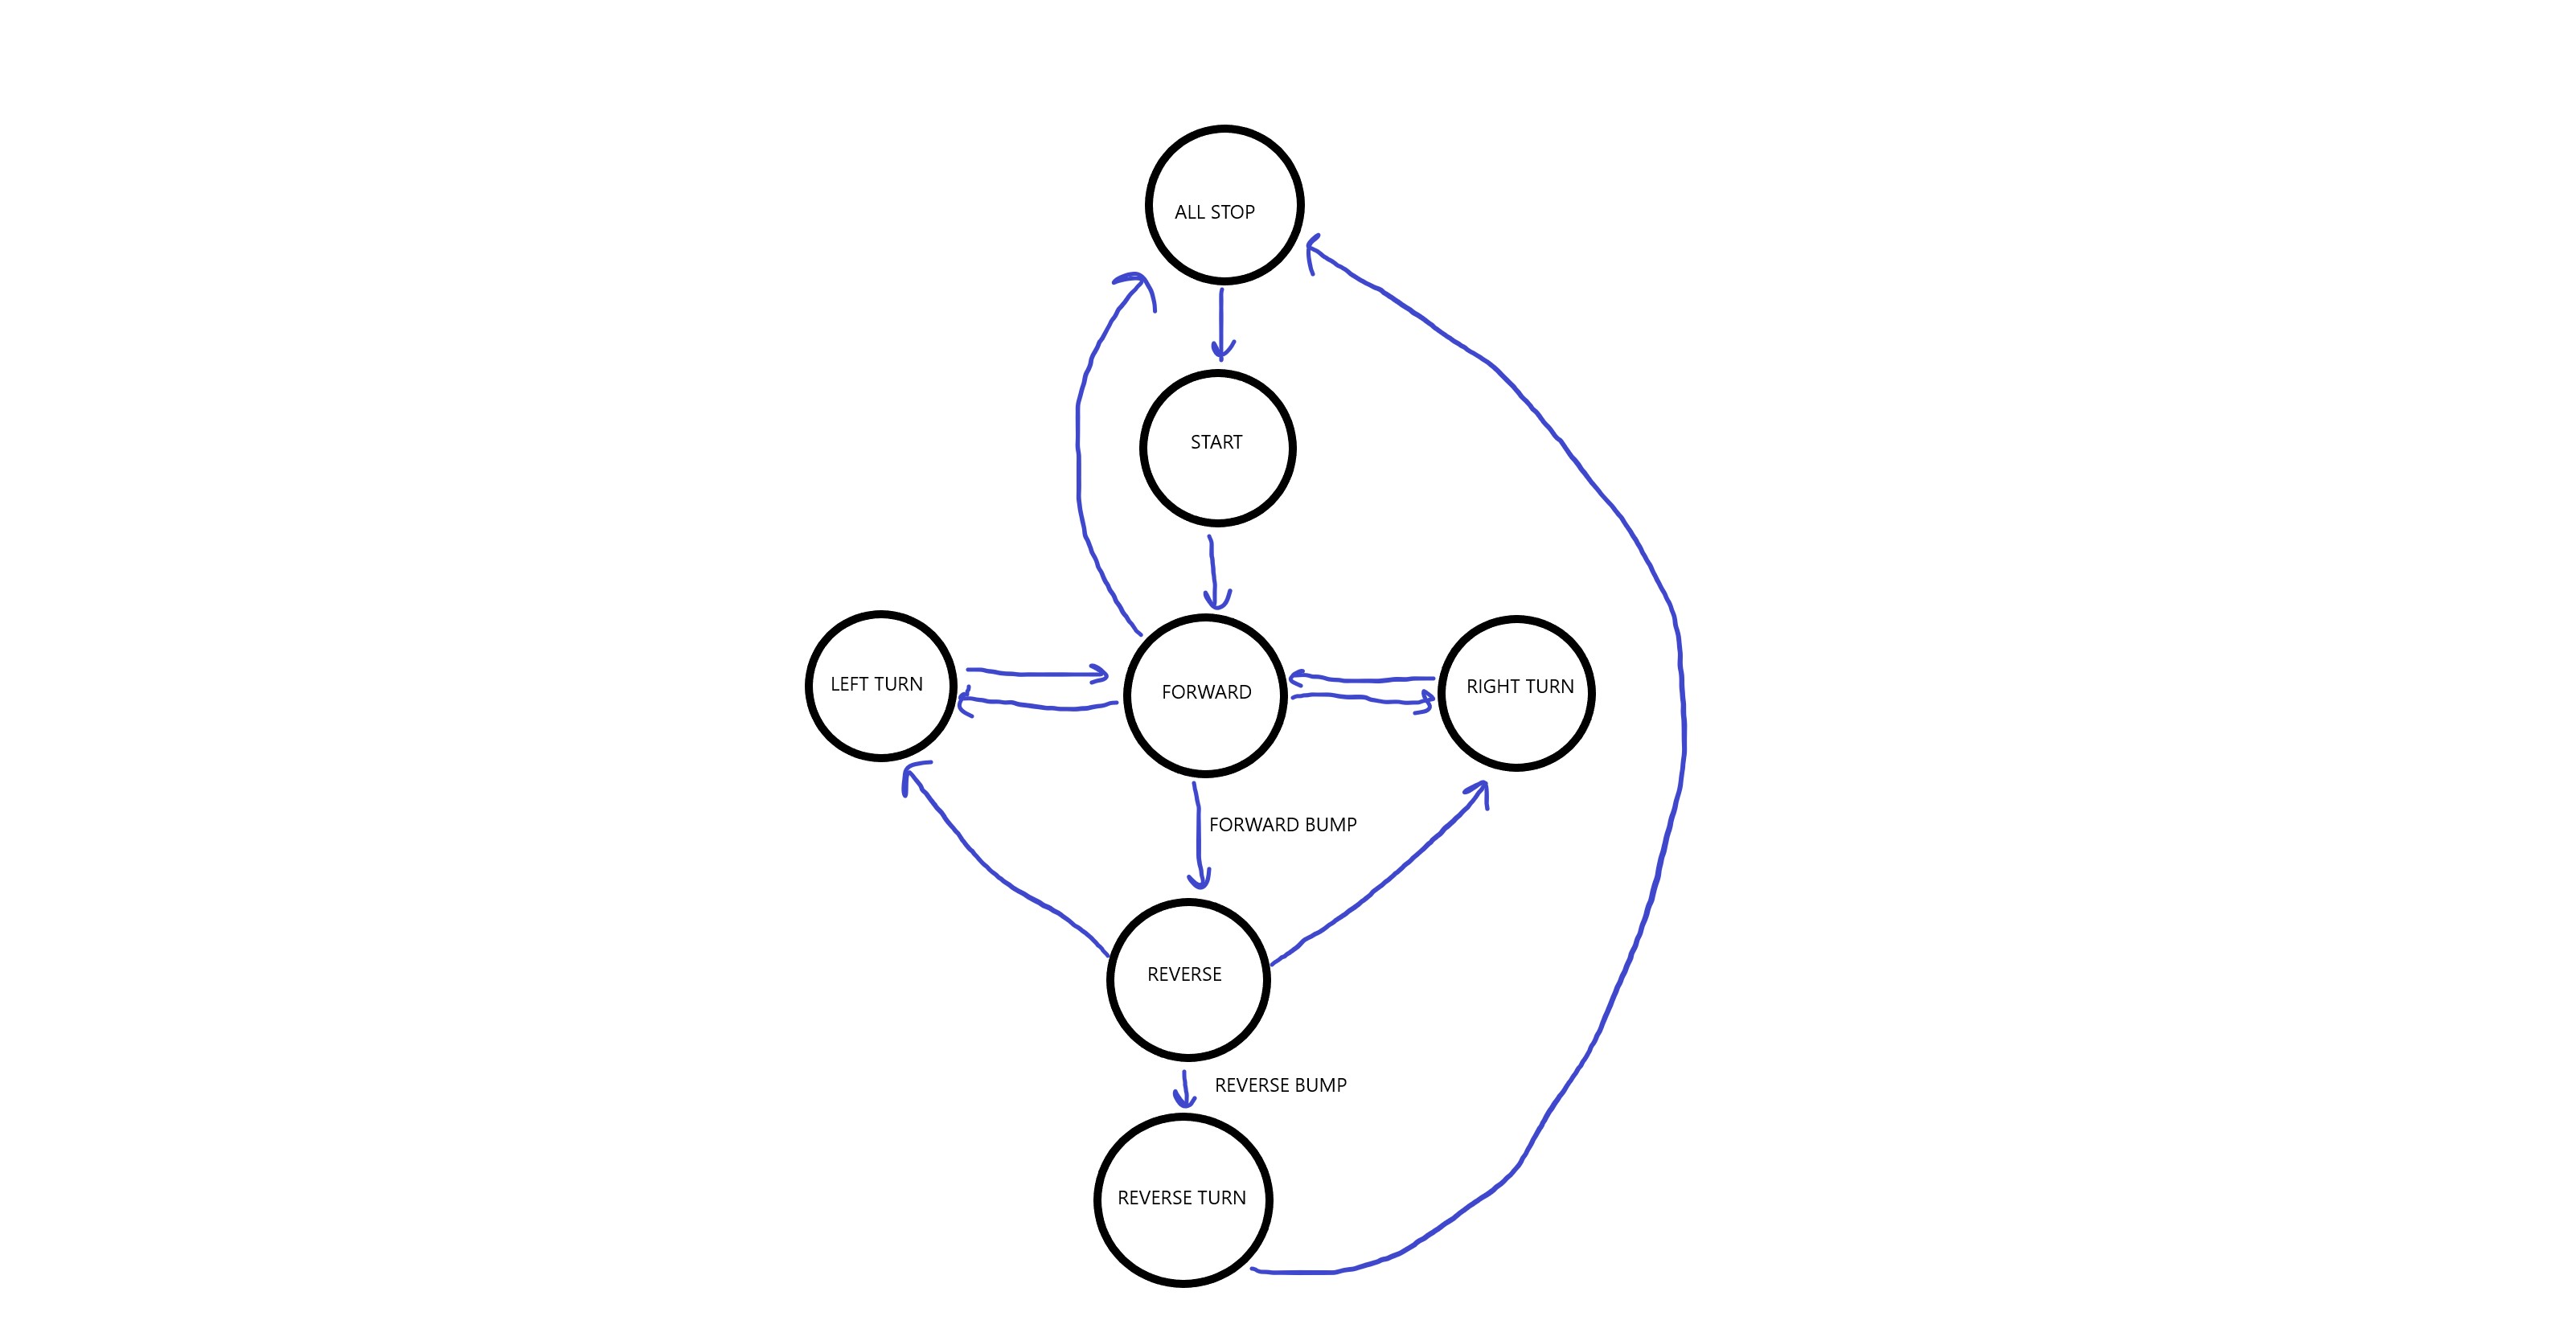 ALL STOP
START
LEFT TURN
FORWARD
RIGHT TURN
FORWARD BUMP
REVERSE
REVERSE BUMP
REVERSE TURN